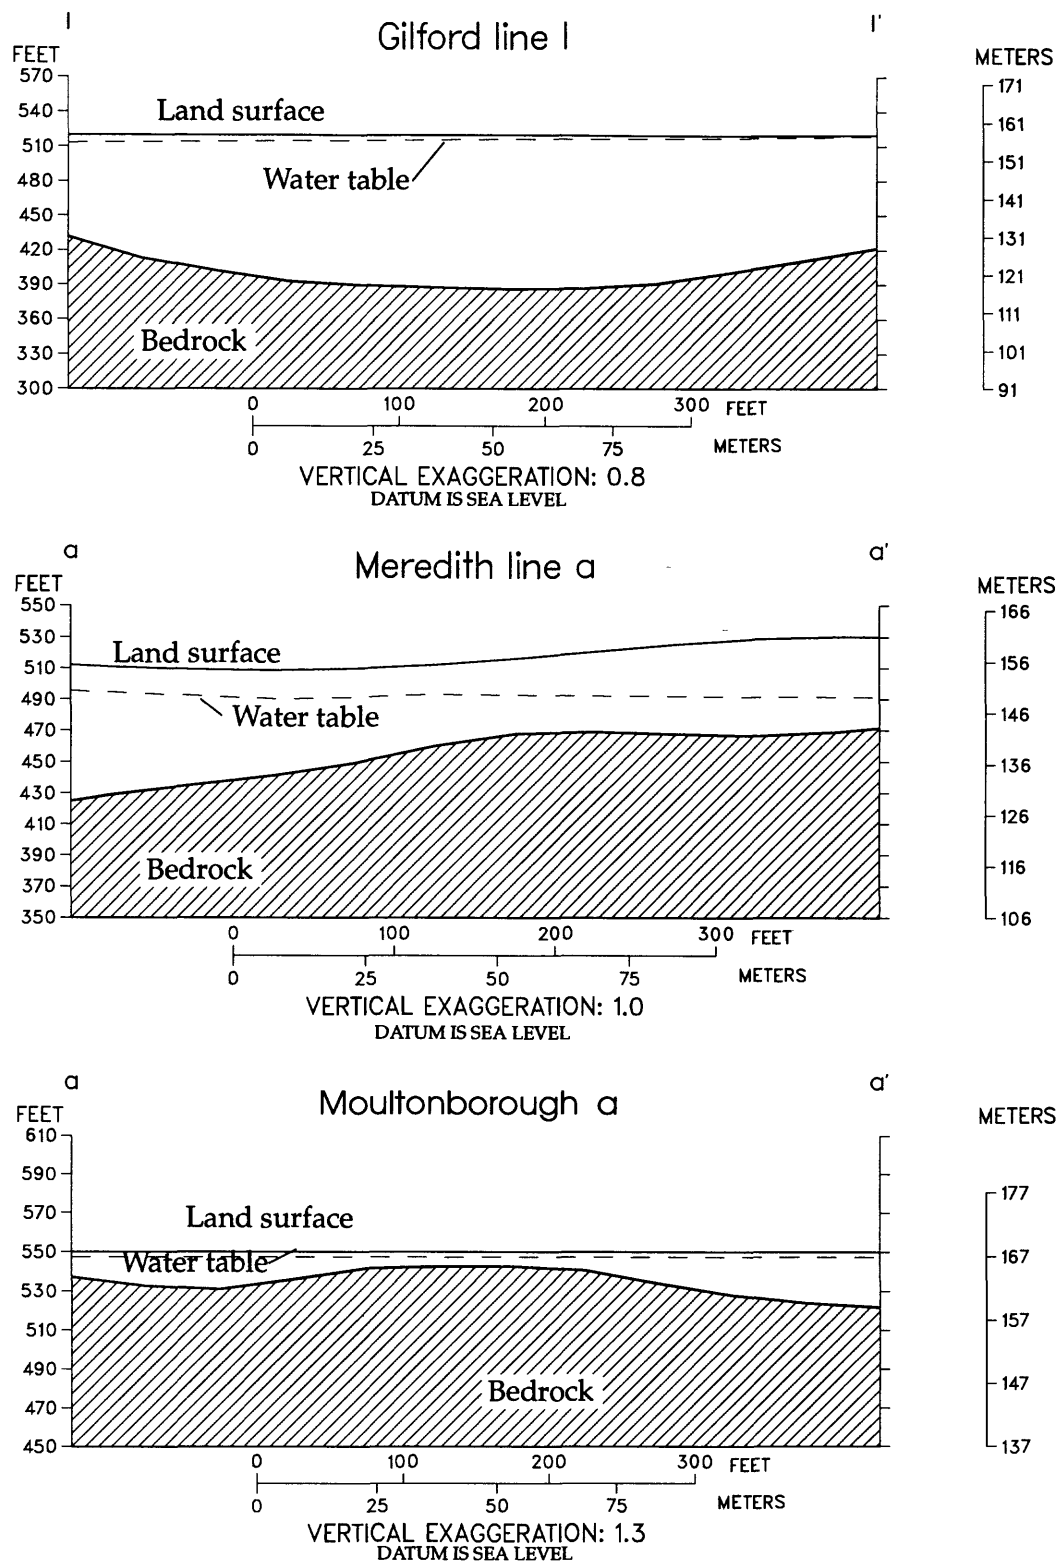 l l'
Gilford line l
FEET METERS
570 171
540 Land surface 161
510 151
480 Water table 141
450 131
420 121
390 111
360 Bedrock 101
330 91
300
0 100 200 300 FEET
0 25 50 75 METERS
VERTICAL EXAGGERATION: 0.8
DATUM IS SEA LEVEL
a a'
Meredith line a
FEET METERS
550 166
530 Land surface 156
510 146
490 Water table 136
470 126
450 116
430 106
410
390 Bedrock
370
350
0 100 200 300 FEET
0 25 50 75 METERS
VERTICAL EXAGGERATION: 1.0
DATUM IS SEA LEVEL
a a'
Moultonborough a
FEET METERS
610
590 177
570 Land surface 167
550 Water table 157
530 147
510 137
490 Bedrock
470
450
0 100 200 300 FEET
0 25 50 75 METERS
VERTICAL EXAGGERATION: 1.3
DATUM IS SEA LEVEL